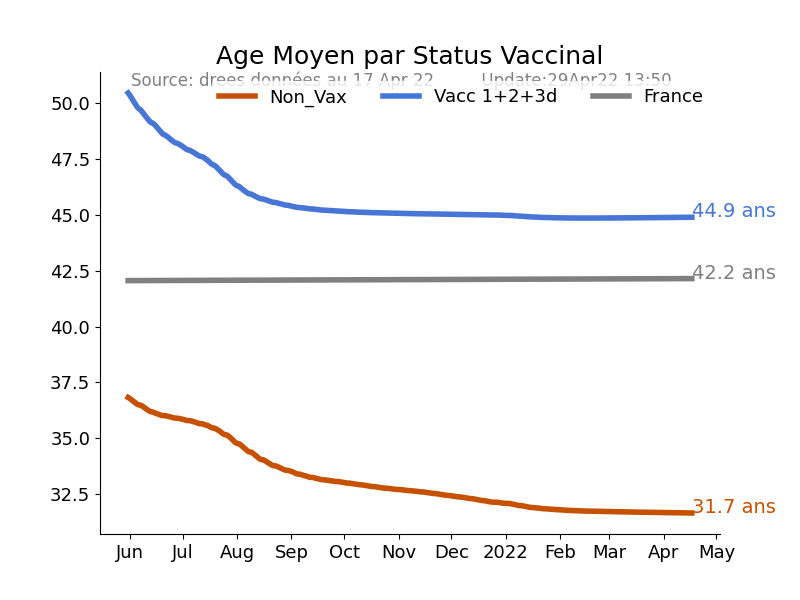 Age Moyen par Status Vaccinal
Source: drees données au 17 Apr 22 Update:29Apr22 13:50
Non_Vax Vacc 1+2+3d France
50.0
47.5
45.0
42.5
40.0
37.5
35.0
32.5
44.9 ans
42.2 ans
31.7 ans
Jun Jul Aug Sep Oct Nov Dec 2022 Feb Mar Apr May